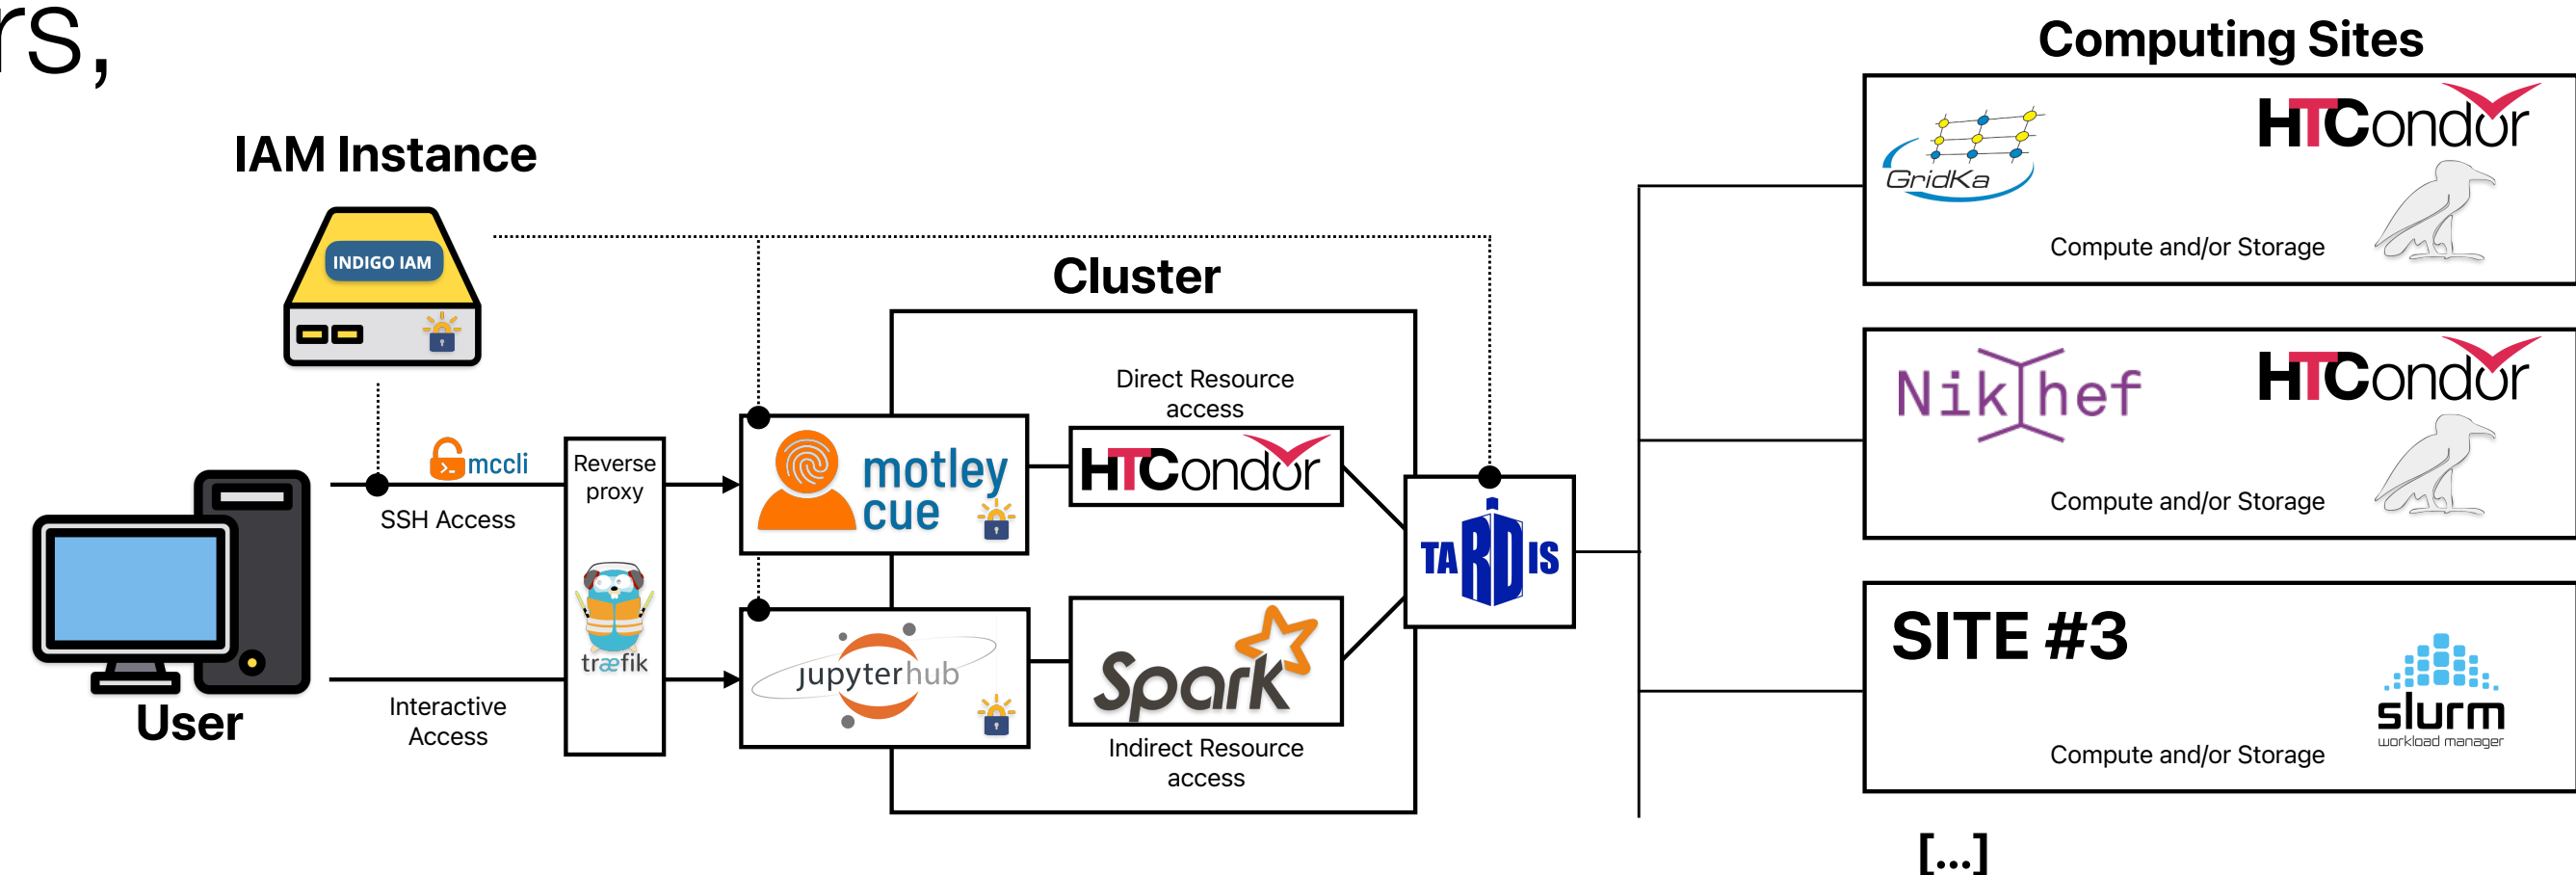 rs,
IAM Instance
INDIGO IAM
mccli
SSH Access
User
Interactive
Access
Reverse
proxy
træfik
Cluster
motley
cue
jupyterhub
Direct Resource
access
HTCondor
Spark
Indirect Resource
access
TARDIS
Computing Sites
GridKa
HTCondor
Compute and/or Storage
Nikhef
HTCondor
Compute and/or Storage
SITE #3
slurm
workload manager
Compute and/or Storage
[...]